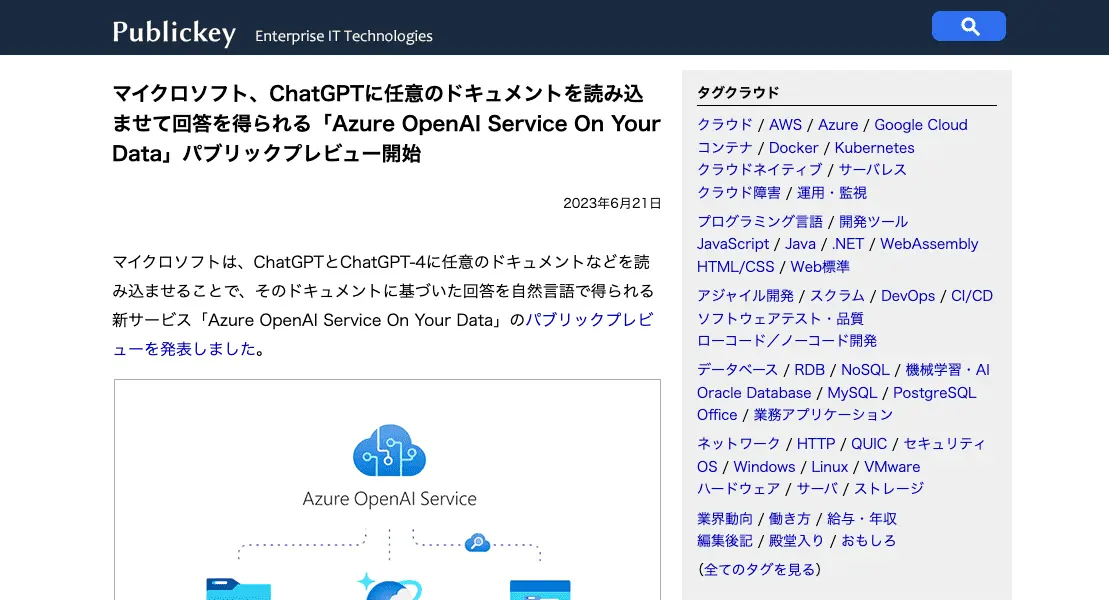 Publickey Enterprise IT Technologies
マイクロソフト、ChatGPTに任意のドキュメントを読み込
ませて回答を得られる「Azure OpenAI Service On Your
Data」パブリックプレビュー開始
2023年6月21日
マイクロソフトは、ChatGPTとChatGPT-4に任意のドキュメントなどを読
み込ませることで、そのドキュメントに基づいた回答を自然言語で得られる
新サービス「Azure OpenAI Service On Your Data」のパブリックプレビ
ューを発表しました。
Azure OpenAI Service
タグクラウド
クラウド / AWS / Azure / Google Cloud
コンテナ / Docker / Kubernetes
クラウドネイティブ / サーバレス
クラウド障害 / 運用・監視
プログラミング言語 / 開発ツール
JavaScript / Java / .NET / WebAssembly
HTML/CSS / Web標準
アジャイル開発 / スクラム / DevOps / CI/CD
ソフトウェアテスト・品質
ローコード／ノーコード開発
データベース / RDB / NoSQL / 機械学習・AI
Oracle Database / MySQL / PostgreSQL
Office / 業務アプリケーション
ネットワーク / HTTP / QUIC / セキュリティ
OS / Windows / Linux / VMware
ハードウェア / サーバ / ストレージ
業界動向 / 働き方 / 給与・年収
編集後記 / 殿堂入り / おもしろ
(全てのタグを見る)